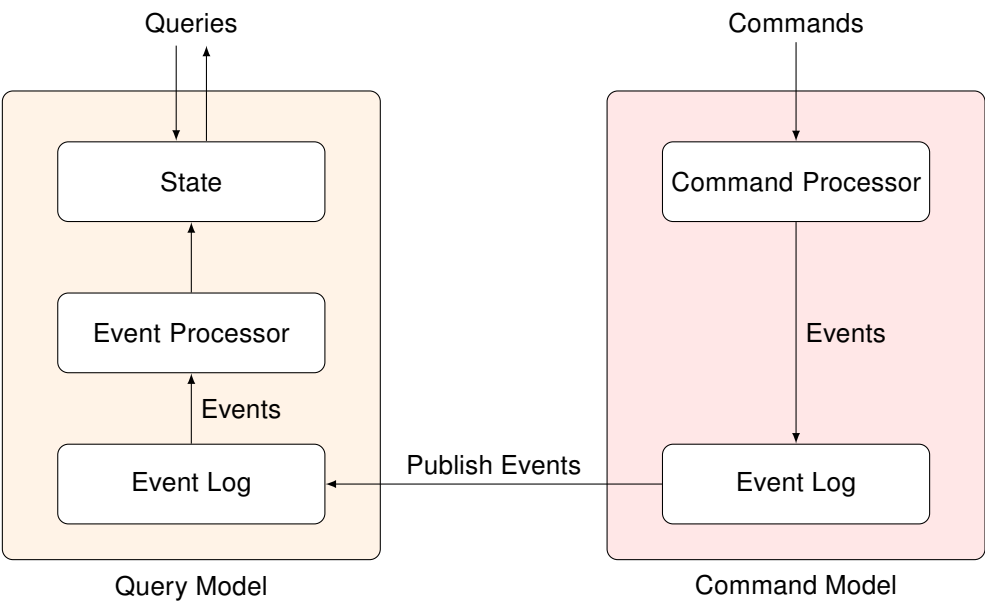 Queries
Commands
State
Command Processor
Event Processor
Events
Events
Event Log
Publish Events
Event Log
Query Model
Command Model